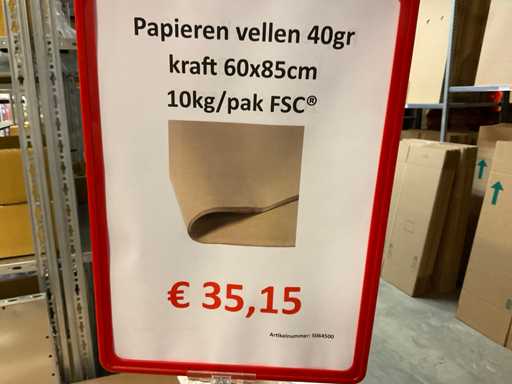 Papieren vellen 40gr
kraft 60x85cm
10kg/pak FSC®
€ 35,15
Artikelnummer: 5064500